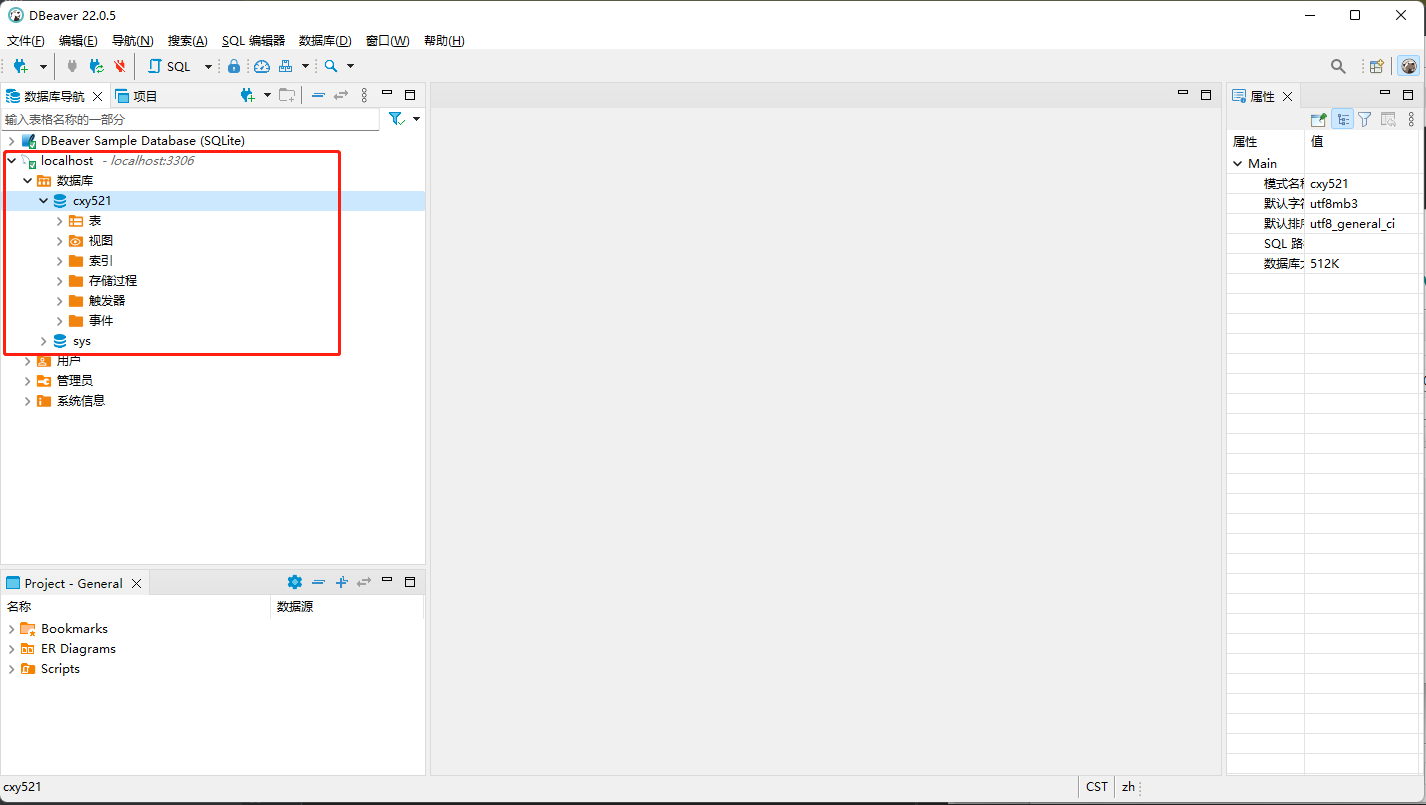 DBeaver 22.0.5
文件(F) 编辑(E) 导航(N) 搜索(A) SQL 编辑器 数据库(D) 窗口(W) 帮助(H)
SQL
数据库导航 项目
输入表格名称的一部分
DBeaver Sample Database (SQLite)
localhost - localhost:3306
数据库
cxy521
表
视图
索引
存储过程
触发器
事件
sys
用户
管理员
系统信息
Project - General
名称 数据源
Bookmarks
ER Diagrams
Scripts
属性
属性 值
Main
模式名称 cxy521
默认字符 utf8mb3
默认排序 utf8_general_ci
SQL 路
数据库大 512K
cxy521
CST zh